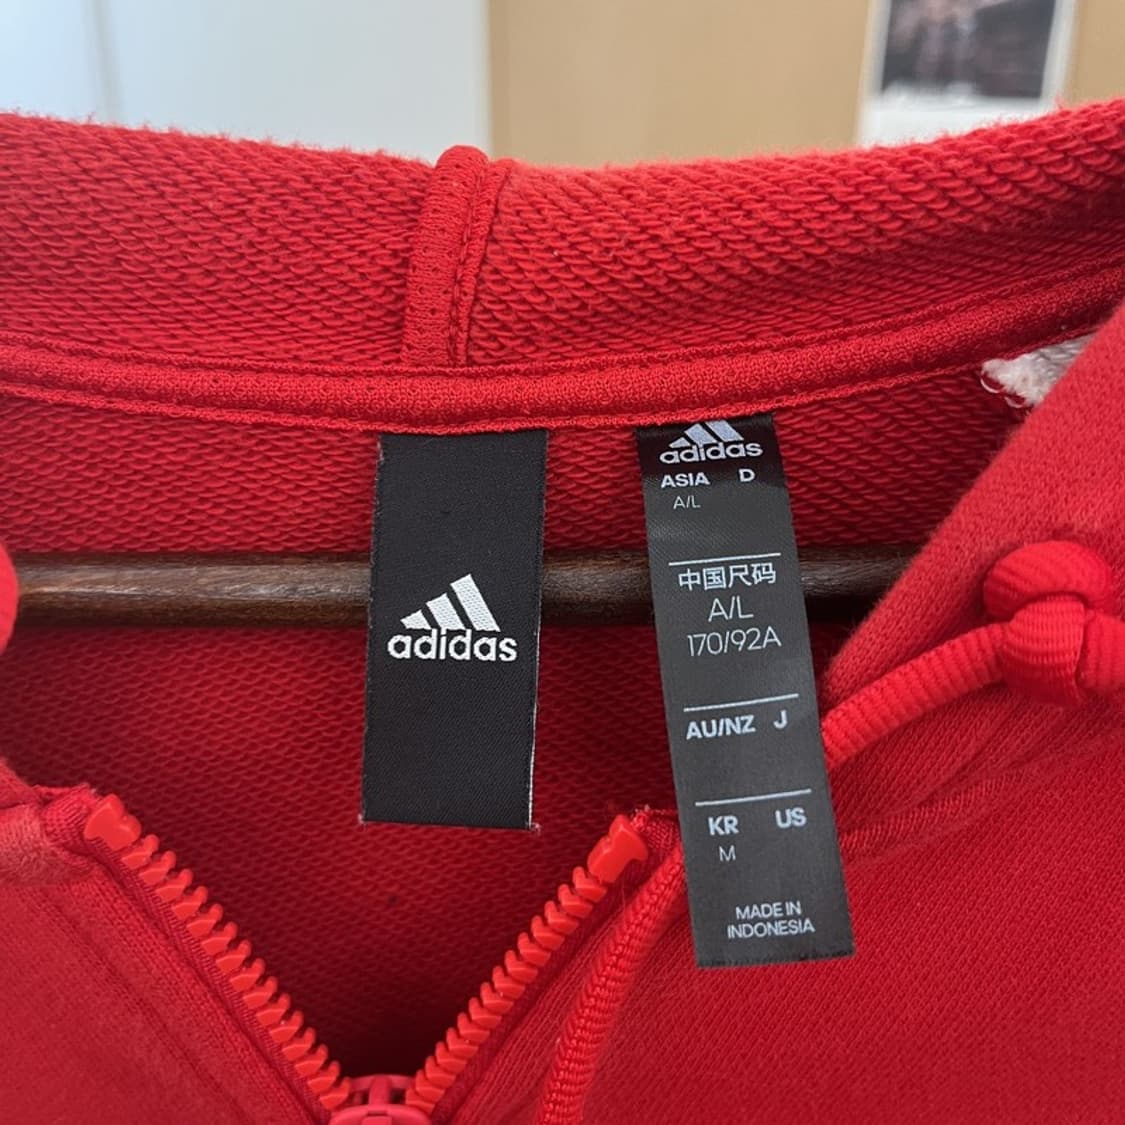 adidas
adidas
ASIA D
A/L
中国尺码
A/L
170/92A
AU/NZ J
KR US
M
MADE IN
INDONESIA